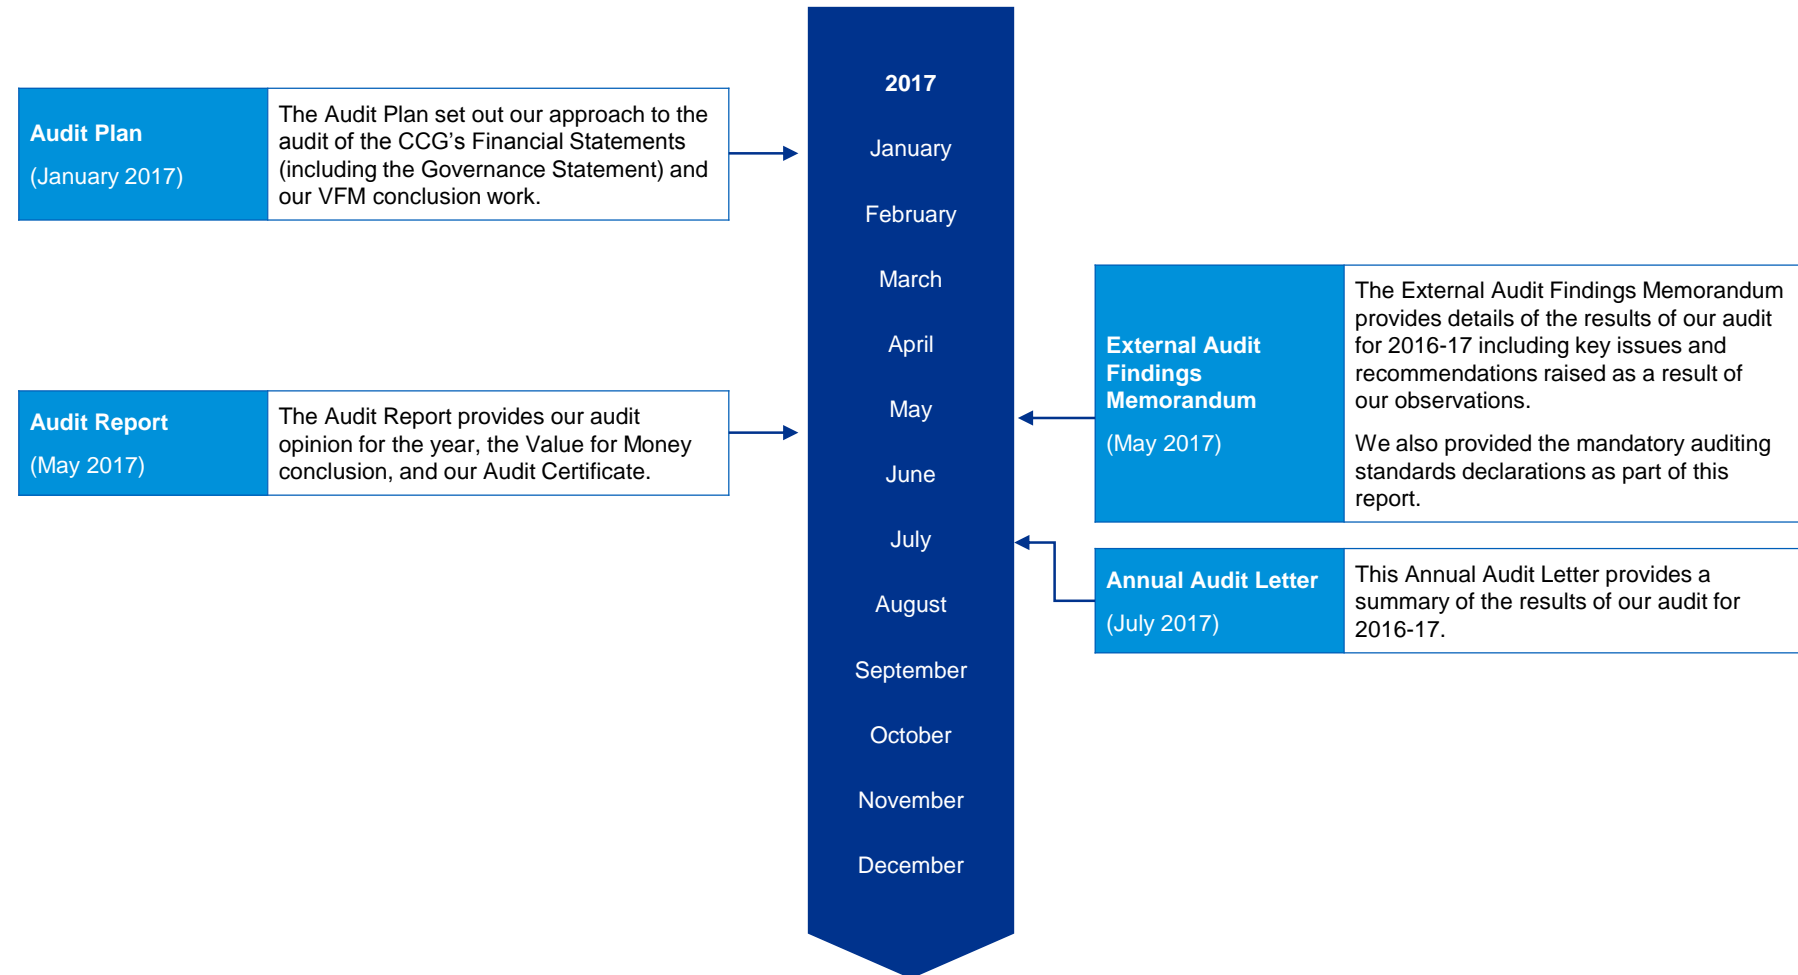 Audit Plan
(January 2017)
The Audit Plan set out our approach to the
audit of the CCG’s Financial Statements
(including the Governance Statement) and
our VFM conclusion work.
Audit Report
(May 2017)
The Audit Report provides our audit
opinion for the year, the Value for Money
conclusion, and our Audit Certificate.
2017
January
February
March
April
May
June
July
August
September
October
November
December
External Audit
Findings
Memorandum
(May 2017)
The External Audit Findings Memorandum
provides details of the results of our audit
for 2016-17 including key issues and
recommendations raised as a result of
our observations.
We also provided the mandatory auditing
standards declarations as part of this
report.
Annual Audit Letter
(July 2017)
This Annual Audit Letter provides a
summary of the results of our audit for
2016-17.